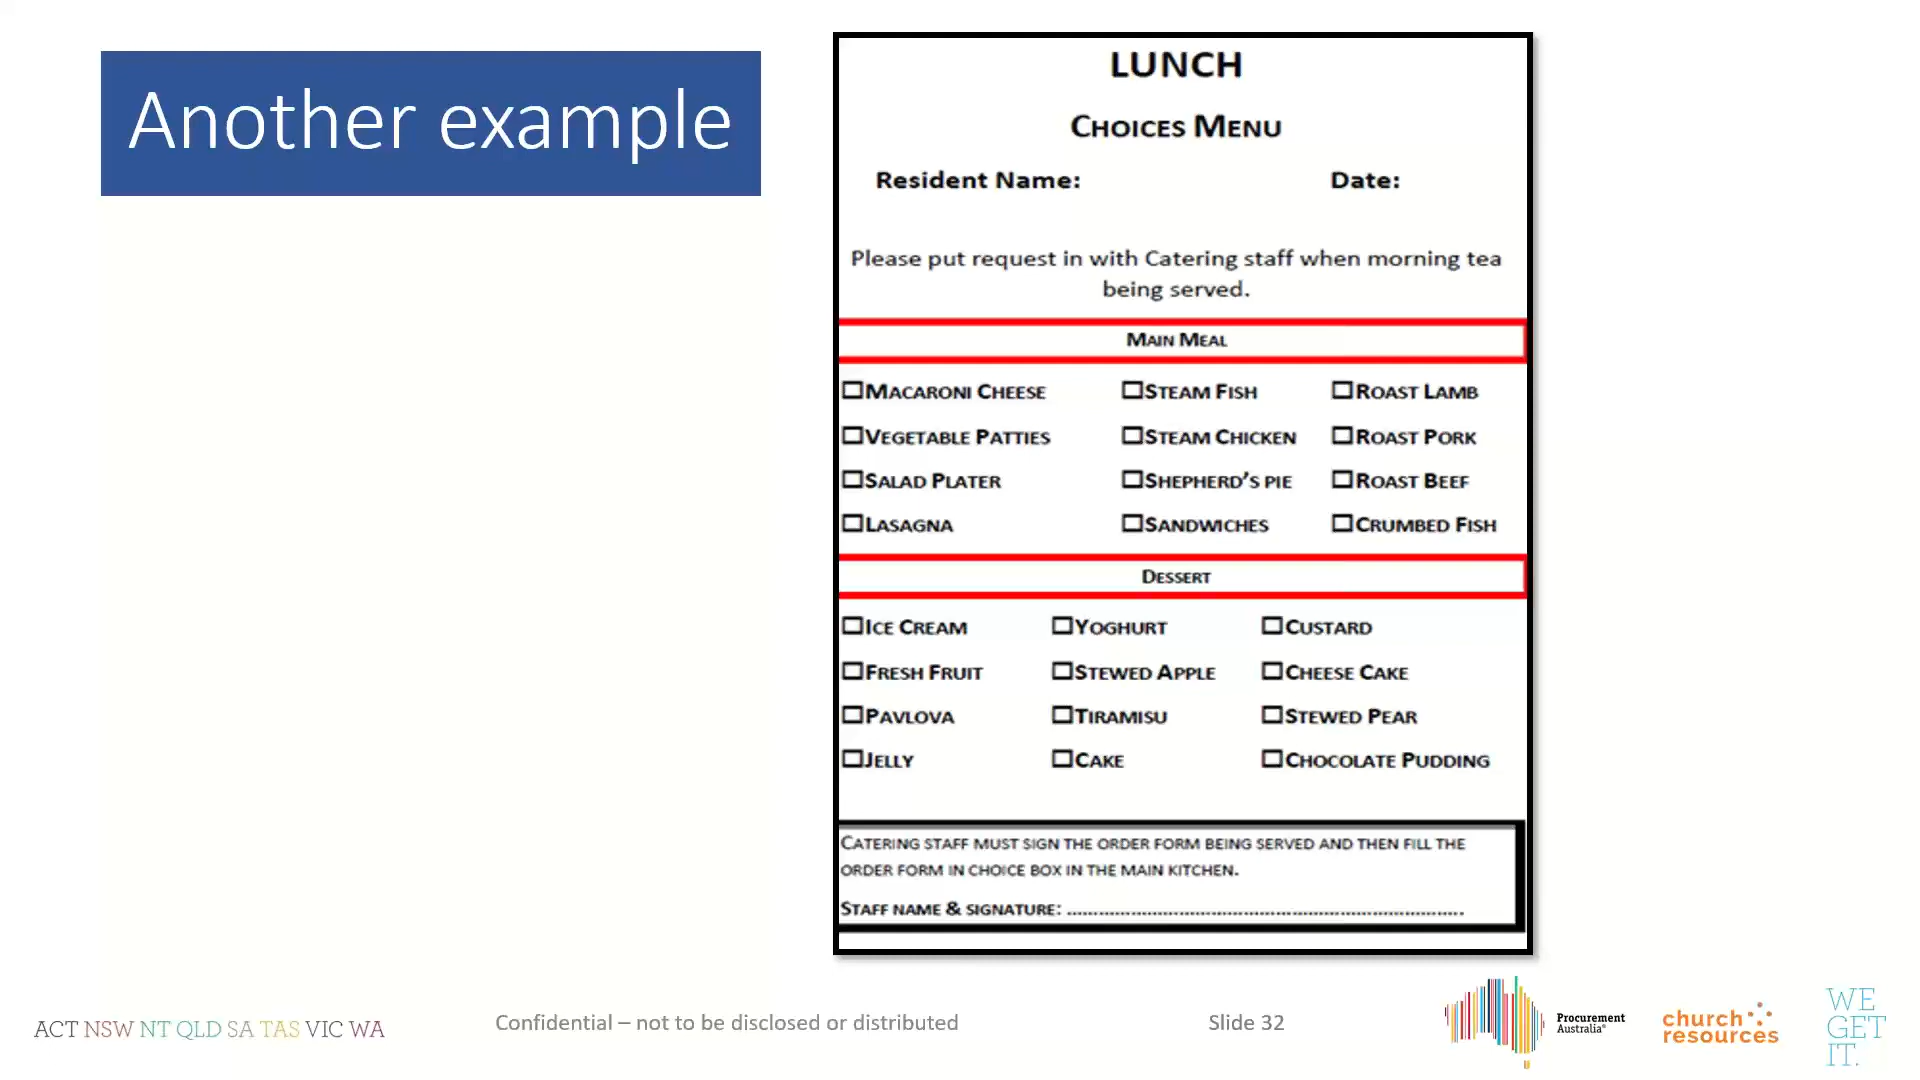 Another example
LUNCH
CHOICES MENU
Resident Name: Date:
Please put request in with Catering staff when morning tea
being served.
MAIN MEAL
☐MACARONI CHEESE ☐STEAM FISH ☐ROAST LAMB
☐VEGETABLE PATTIES ☐STEAM CHICKEN ☐ROAST PORK
☐SALAD PLATER ☐SHEPHERD'S PIE ☐ROAST BEEF
☐LASAGNA ☐SANDWICHES ☐CRUMBED FISH
DESSERT
☐ICE CREAM ☐YOGHURT ☐CUSTARD
☐FRESH FRUIT ☐STEWED APPLE ☐CHEESE CAKE
☐PAVLOVA ☐TIRAMISU ☐STEWED PEAR
☐JELLY ☐CAKE ☐CHOCOLATE PUDDING
CATERING STAFF MUST SIGN THE ORDER FORM BEING SERVED AND THEN FILL THE
ORDER FORM IN CHOICE BOX IN THE MAIN KITCHEN.
STAFF NAME & SIGNATURE: ......................................................................
ACT NSW NT QLD SA TAS VIC WA
Confidential – not to be disclosed or distributed
Slide 32
Procurement
Australia®
church
resources
WE
GET
IT.